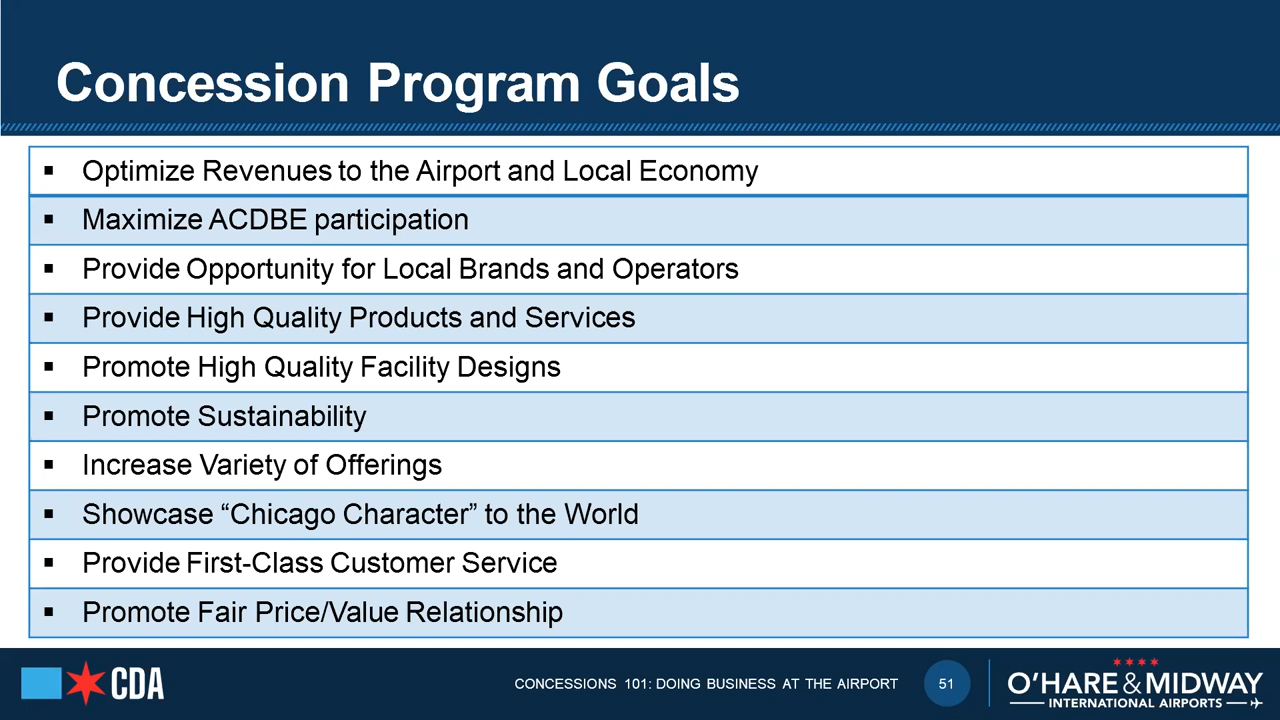 Concession Program Goals
▪ Optimize Revenues to the Airport and Local Economy
▪ Maximize ACDBE participation
▪ Provide Opportunity for Local Brands and Operators
▪ Provide High Quality Products and Services
▪ Promote High Quality Facility Designs
▪ Promote Sustainability
▪ Increase Variety of Offerings
▪ Showcase “Chicago Character” to the World
▪ Provide First-Class Customer Service
▪ Promote Fair Price/Value Relationship
CDA
CONCESSIONS 101: DOING BUSINESS AT THE AIRPORT
51
O'HARE & MIDWAY
INTERNATIONAL AIRPORTS